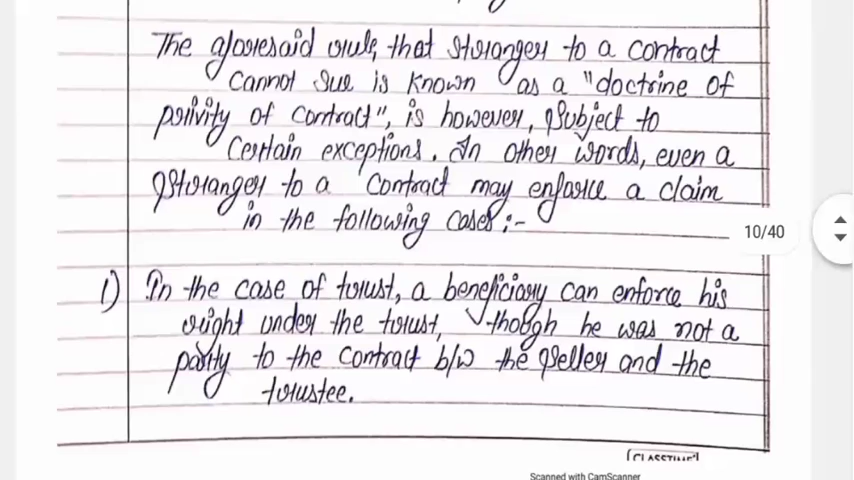 The aforesaid rule, that stranger to a contract
cannot sue is known as a "doctrine of
privity of contract", is however, subject to
certain exceptions. In other words, even a
stranger to a contract may enforce a claim
in the following cases:-
10/40
1) In the case of trust, a beneficiary can enforce his
right under the trust, though he was not a
party to the contract b/w the seller and the
trustee.
Scanned with CamScanner